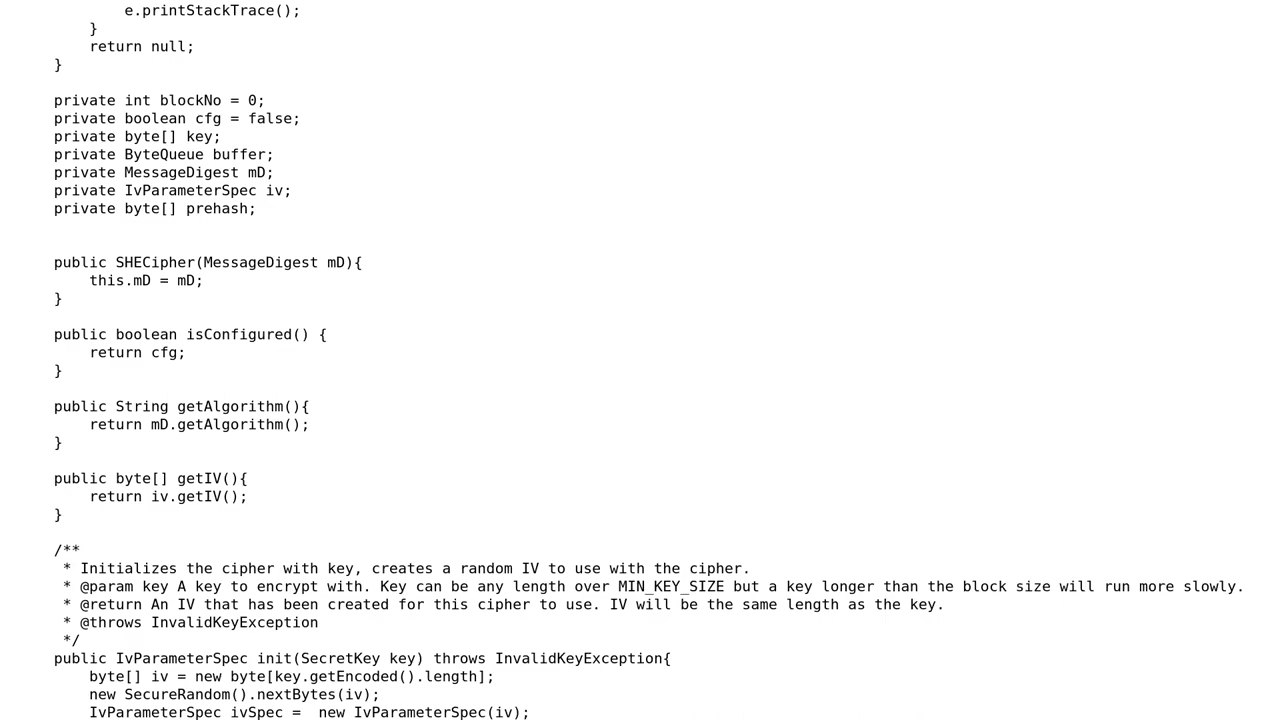 e.printStackTrace();
}
return null;
}
private int blockNo = 0;
private boolean cfg = false;
private byte[] key;
private ByteQueue buffer;
private MessageDigest mD;
private IvParameterSpec iv;
private byte[] prehash;
public SHECipher(MessageDigest mD){
this.mD = mD;
}
public boolean isConfigured() {
return cfg;
}
public String getAlgorithm(){
return mD.getAlgorithm();
}
public byte[] getIV(){
return iv.getIV();
}
/**
* Initializes the cipher with key, creates a random IV to use with the cipher.
* @param key A key to encrypt with. Key can be any length over MIN_KEY_SIZE but a key longer than the block size will run more slowly.
* @return An IV that has been created for this cipher to use. IV will be the same length as the key.
* @throws InvalidKeyException
*/
public IvParameterSpec init(SecretKey key) throws InvalidKeyException{
byte[] iv = new byte[key.getEncoded().length];
new SecureRandom().nextBytes(iv);
IvParameterSpec ivSpec =  new IvParameterSpec(iv);